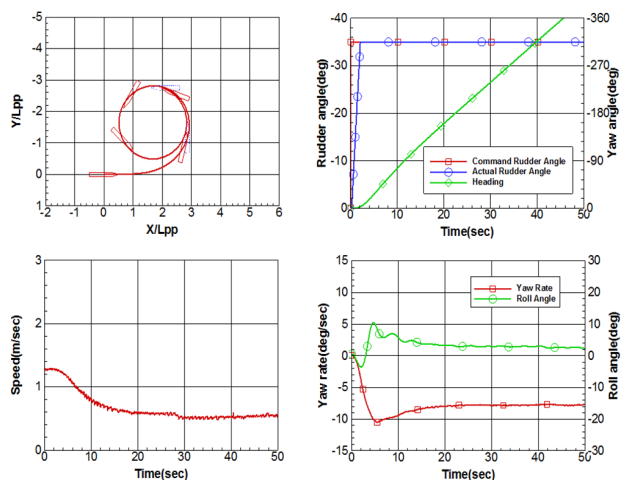 -5
-4
-3
-2
-1
0
1
Y/Lpp
-2 -1 0 1 2 3 4 5 6
X/Lpp
-40
-30
-20
-10
0
Rudder angle(deg)
-360
-270
-180
-90
0
Yaw angle(deg)
Command Rudder Angle
Actual Rudder Angle
Heading
0 10 20 30 40 50
Time(sec)
3
2
1
0
Speed(m/sec)
0 10 20 30 40 50
Time(sec)
15
10
5
0
-5
-10
-15
Yaw rate(deg/sec)
30
20
10
0
-10
-20
-30
Roll angle(deg)
Yaw Rate
Roll Angle
0 10 20 30 40 50
Time(sec)